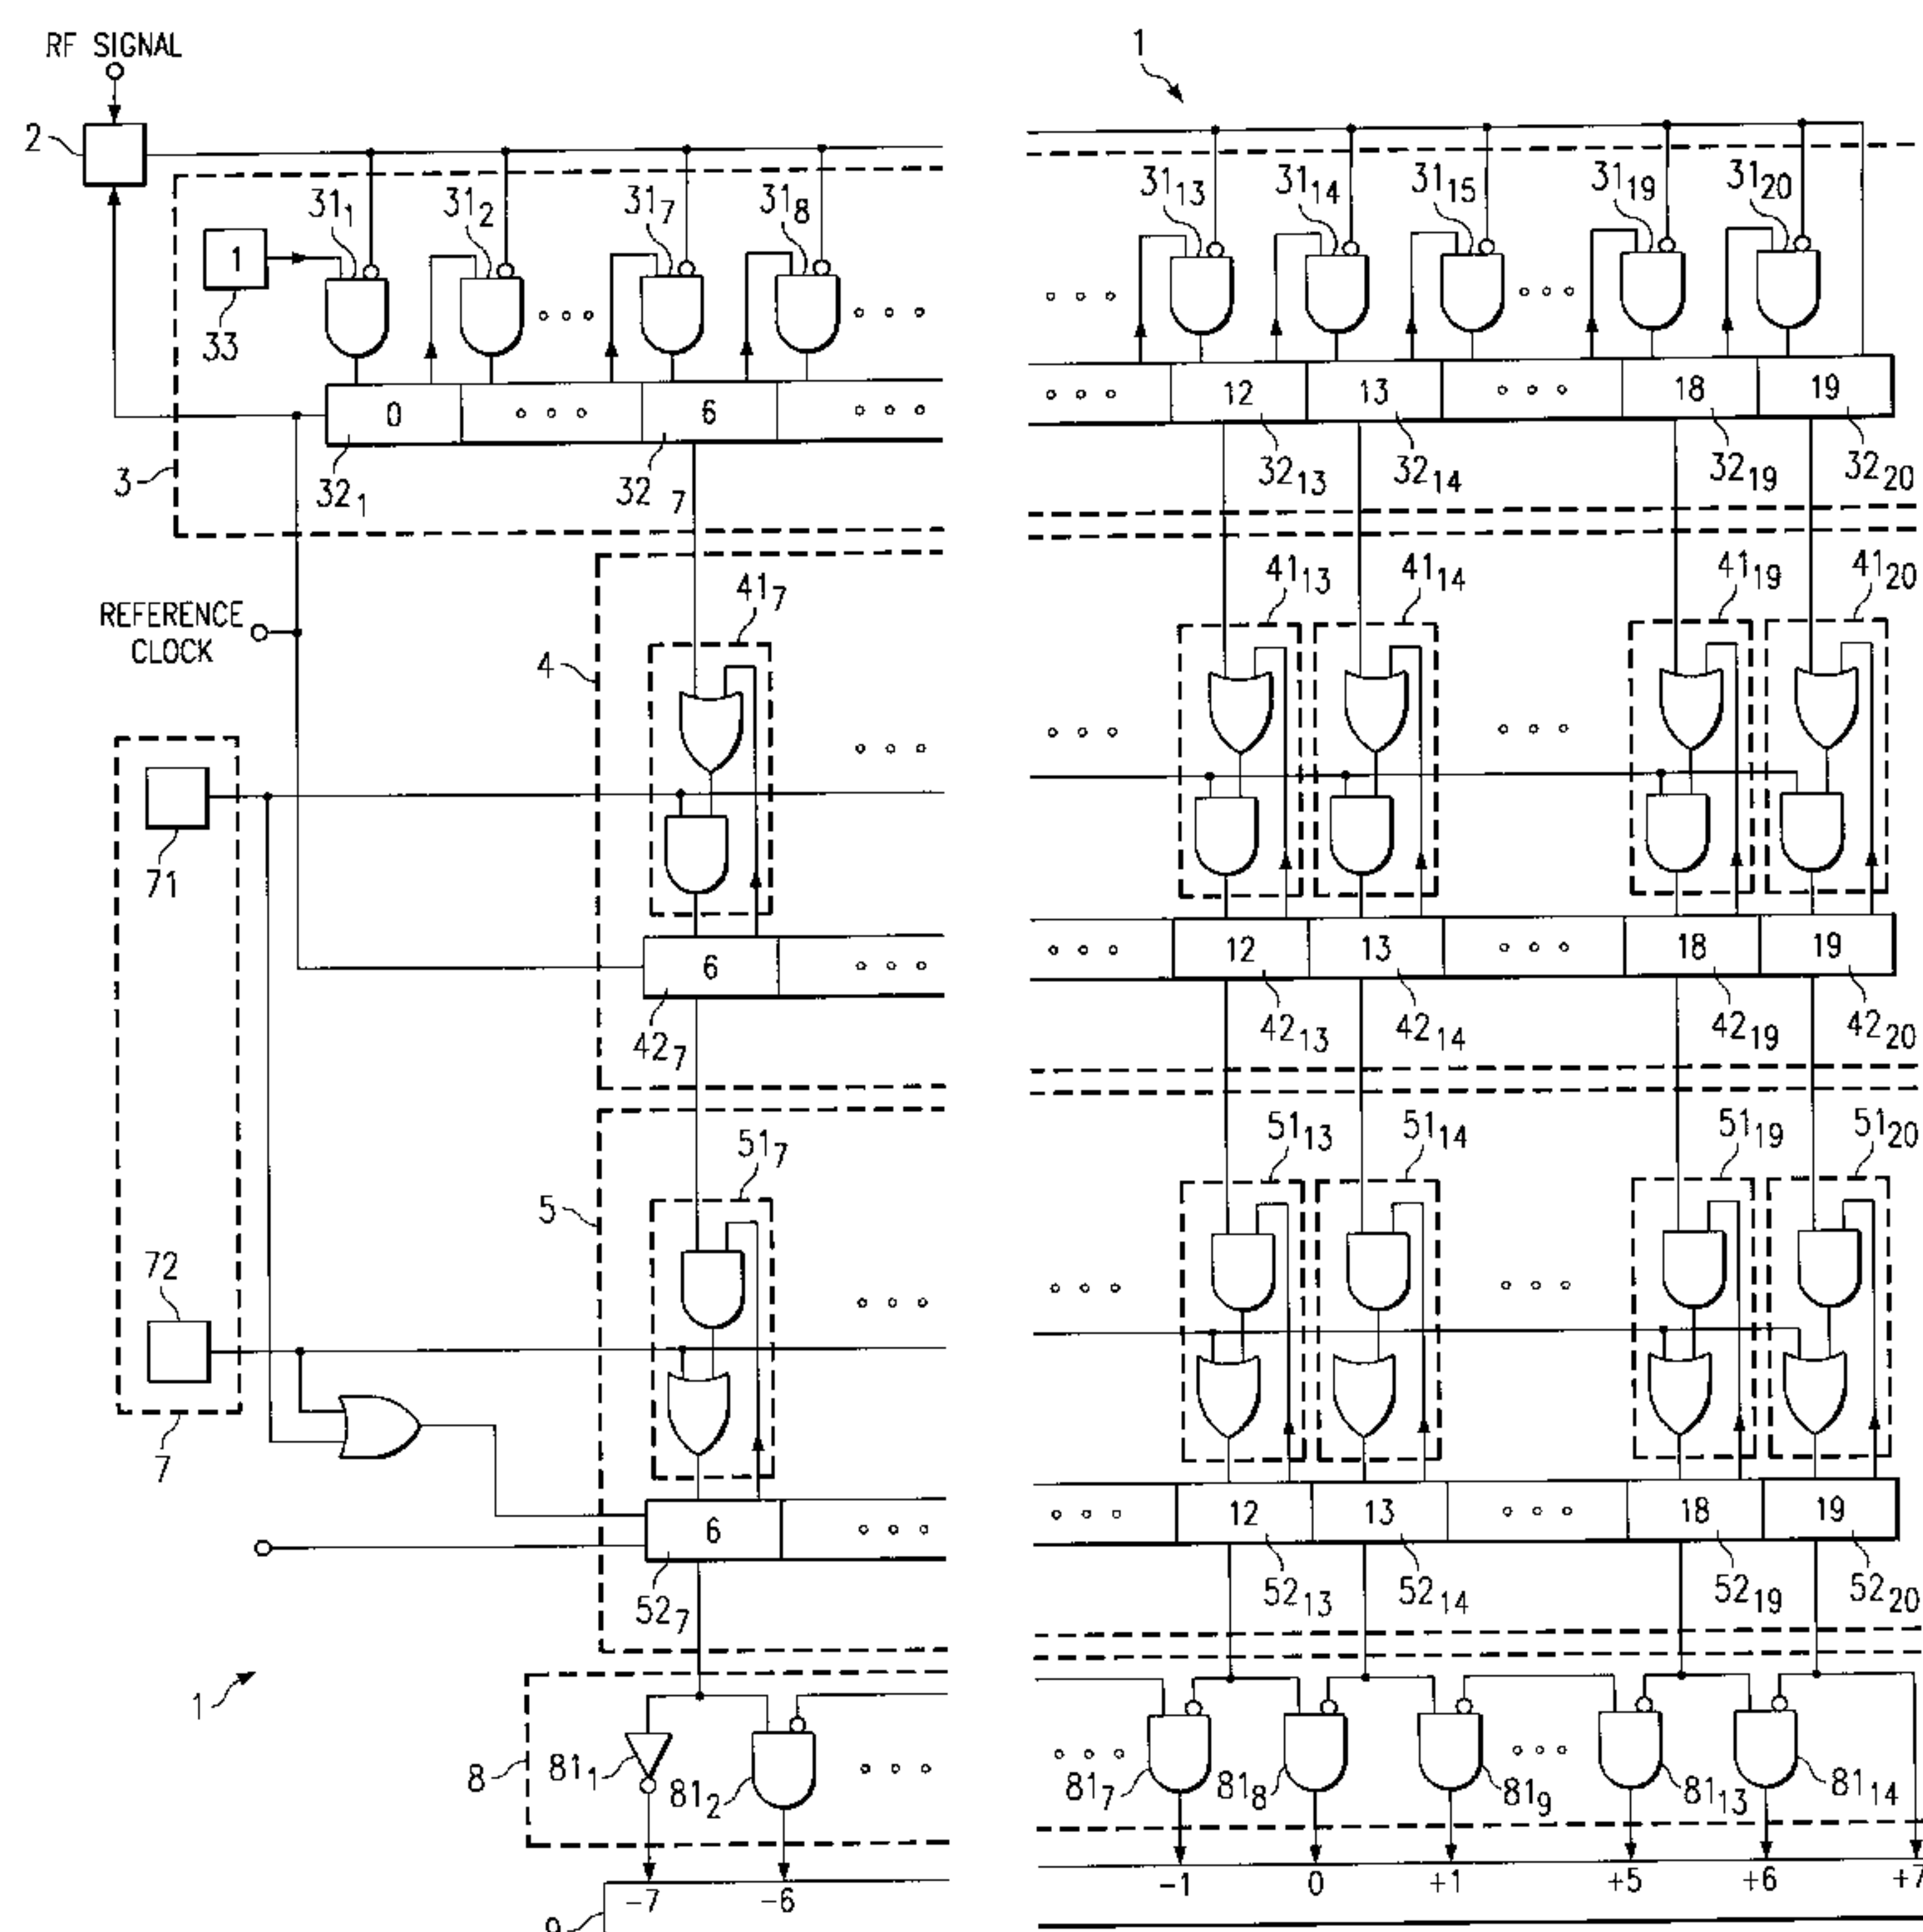 RF SIGNAL
1
2
31₁ 31₂ 31₇ 31₈ 31₁₃ 31₁₄ 31₁₅ 31₁₉ 31₂₀
1
33
0 6 12 13 18 19
3
32₁ 32₇ 32₁₃ 32₁₄ 32₁₉ 32₂₀
41₇ 41₁₃ 41₁₄ 41₁₉ 41₂₀
REFERENCE
CLOCK
4
71
6 12 13 18 19
42₇ 42₁₃ 42₁₄ 42₁₉ 42₂₀
51₇ 51₁₃ 51₁₄ 51₁₉ 51₂₀
5
72
7
6 12 13 18 19
52₇ 52₁₃ 52₁₄ 52₁₉ 52₂₀
1
8 81₁ 81₂ 81₇ 81₈ 81₉ 81₁₃ 81₁₄
-7 -6 -1 0 +1 +5 +6 +7
9